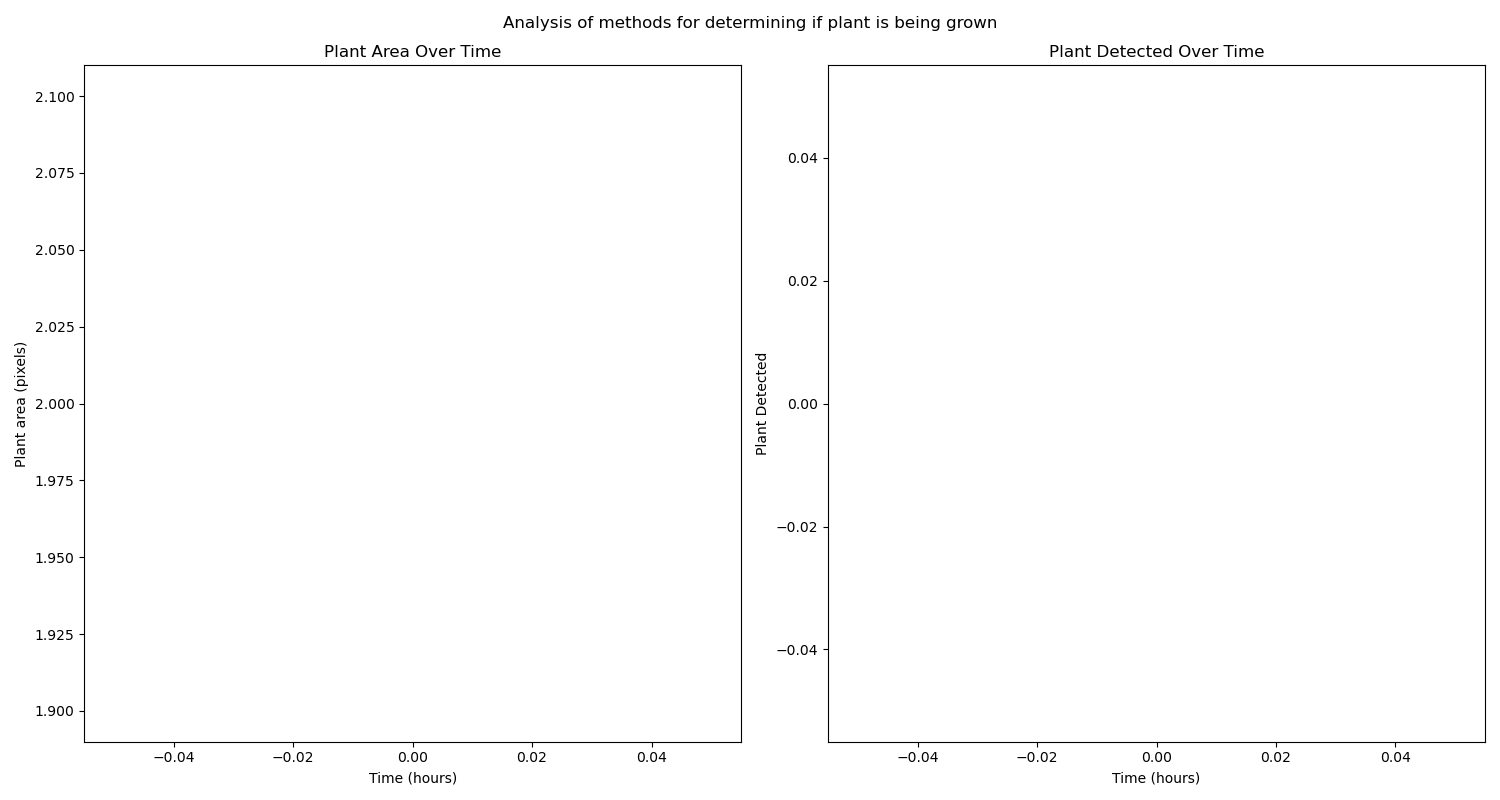 Analysis of methods for determining if plant is being grown
Plant Area Over Time
Plant area (pixels)
2.100
2.075
2.050
2.025
2.000
1.975
1.950
1.925
1.900
−0.04 −0.02 0.00 0.02 0.04
Time (hours)
Plant Detected Over Time
Plant Detected
0.04
0.02
0.00
−0.02
−0.04
−0.04 −0.02 0.00 0.02 0.04
Time (hours)